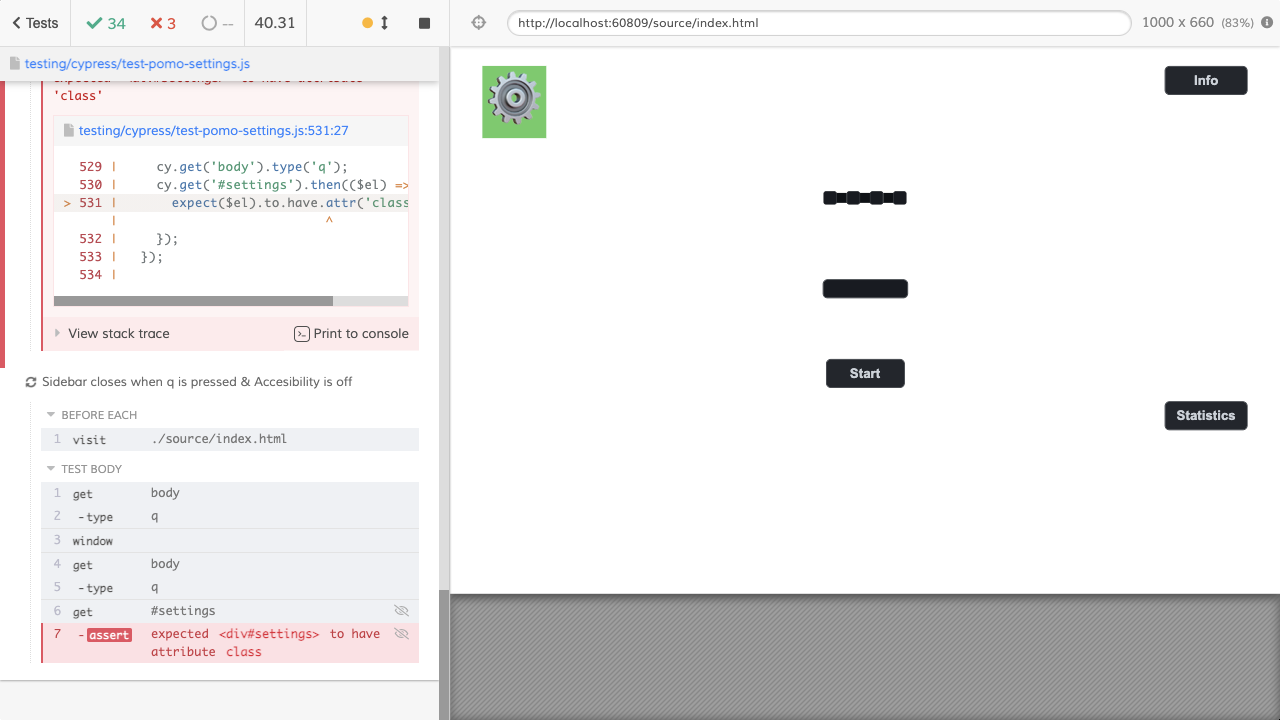 Tests
34
3
--
40.31
http://localhost:60809/source/index.html
1000 x 660 (83%)
testing/cypress/test-pomo-settings.js
'class'
testing/cypress/test-pomo-settings.js:531:27
529 | cy.get('body').type('q');
530 | cy.get('#settings').then(($el) =>
> 531 | expect($el).to.have.attr('class
| ^
532 | });
533 | });
534 |
View stack trace
Print to console
Sidebar closes when q is pressed & Accesibility is off
BEFORE EACH
1 visit ./source/index.html
TEST BODY
1 get body
2 -type q
3 window
4 get body
5 -type q
6 get #settings
7 -assert expected <div#settings> to have
attribute class
Info
Start
Statistics